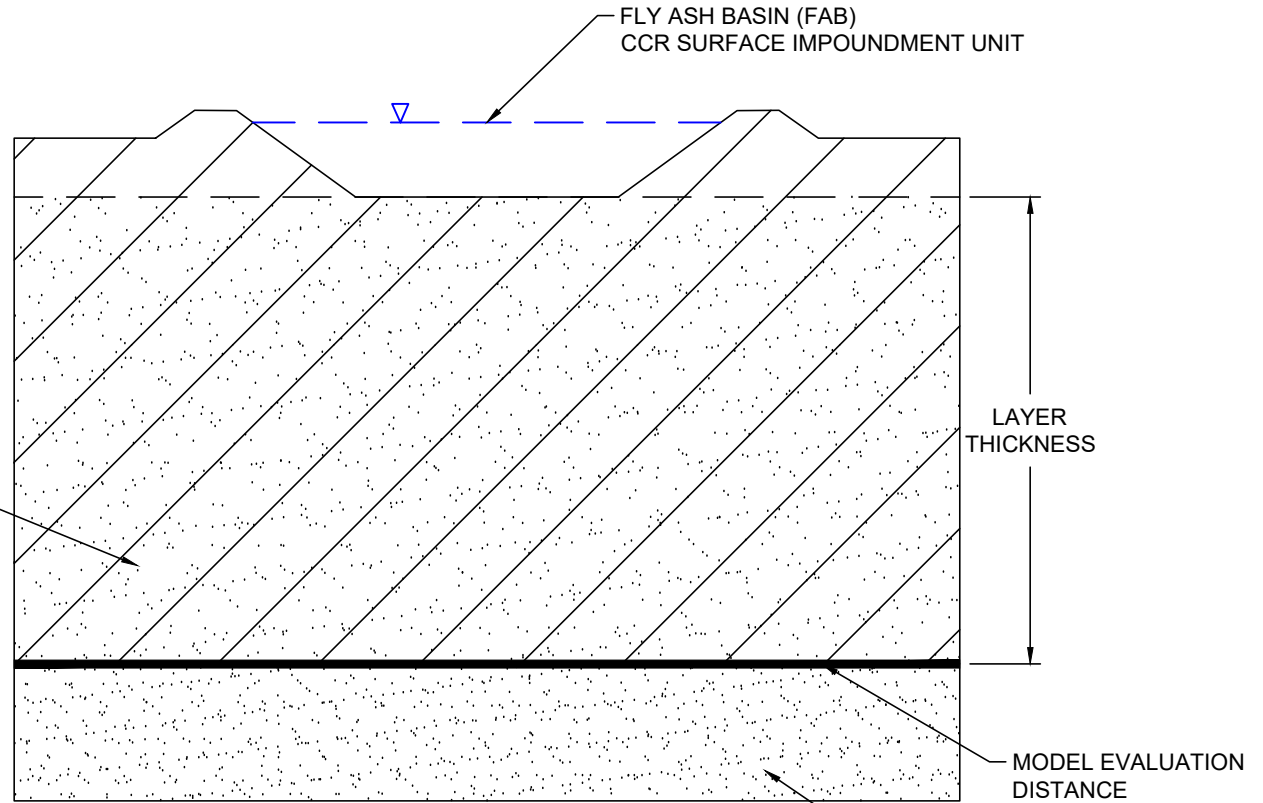 FLY ASH BASIN (FAB)
CCR SURFACE IMPOUNDMENT UNIT
LAYER
THICKNESS
MODEL EVALUATION
DISTANCE